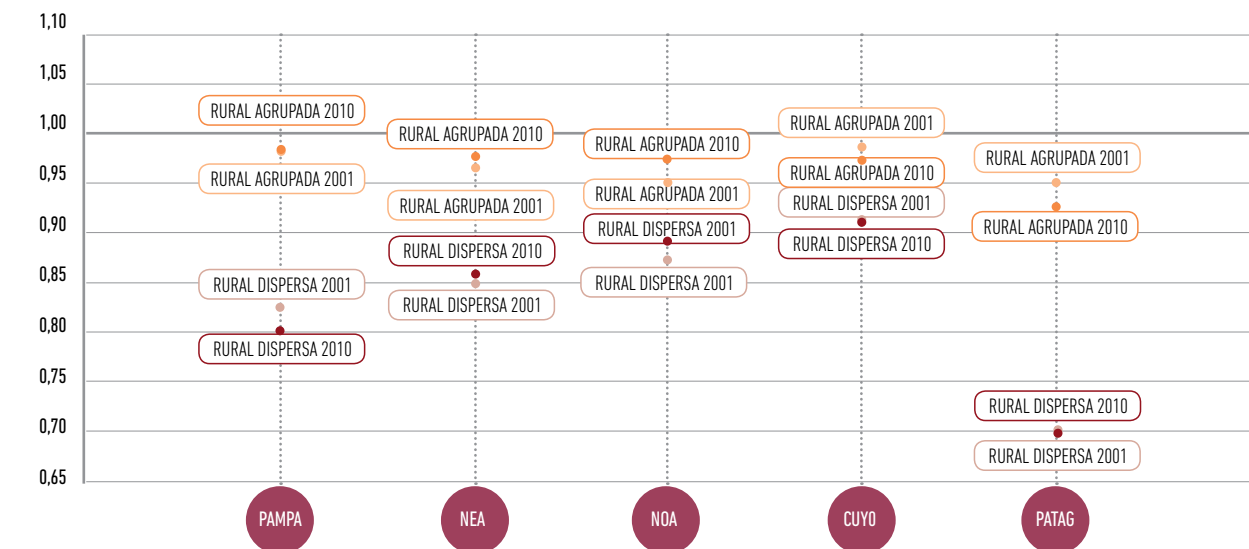 1,10
1,05
1,00
0,95
0,90
0,85
0,80
0,75
0,70
0,65
RURAL AGRUPADA 2010
RURAL AGRUPADA 2001
RURAL DISPERSA 2001
RURAL DISPERSA 2010
RURAL AGRUPADA 2010
RURAL AGRUPADA 2001
RURAL DISPERSA 2010
RURAL DISPERSA 2001
RURAL AGRUPADA 2010
RURAL AGRUPADA 2001
RURAL DISPERSA 2001
RURAL DISPERSA 2001
RURAL AGRUPADA 2001
RURAL AGRUPADA 2010
RURAL DISPERSA 2001
RURAL DISPERSA 2010
RURAL AGRUPADA 2001
RURAL AGRUPADA 2010
RURAL DISPERSA 2010
RURAL DISPERSA 2001
PAMPA
NEA
NOA
CUYO
PATAG